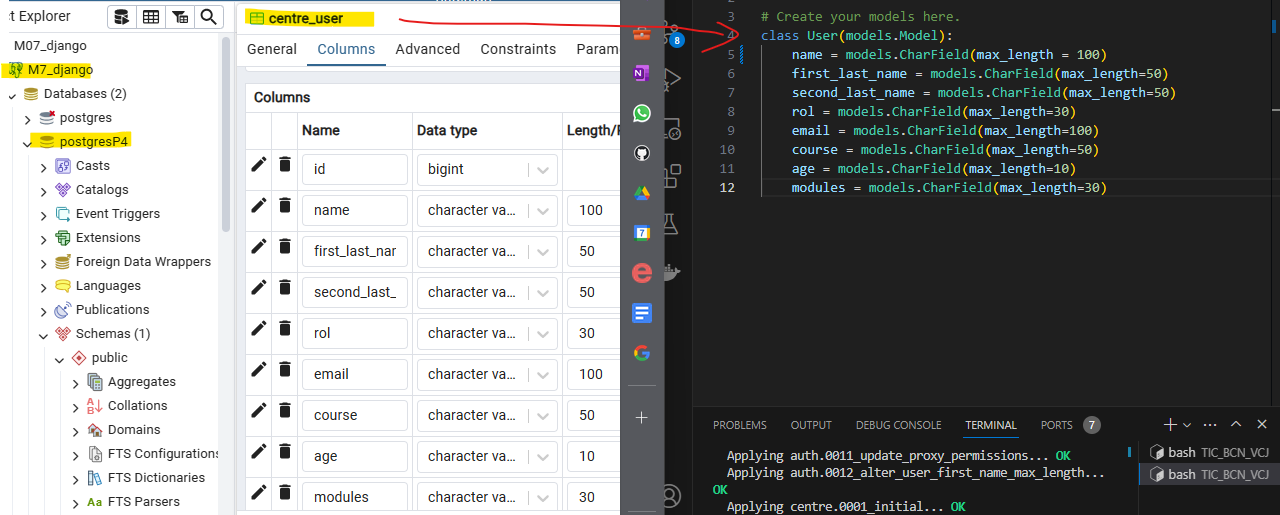 ct Explorer
M07_django
M7_django
Databases (2)
postgres
postgresP4
Casts
Catalogs
Event Triggers
Extensions
Foreign Data Wrappers
Languages
Publications
Schemas (1)
public
Aggregates
Collations
Domains
FTS Configurations
FTS Dictionaries
Aa FTS Parsers
centre_user
General Columns Advanced Constraints Param
Columns
Name Data type Length/P
id bigint
name character va... 100
first_last_nar character va... 50
second_last_ character va... 50
rol character va... 30
email character va... 100
course character va... 50
age character va... 10
modules character va... 30
7
8
3 # Create your models here.
4 class User(models.Model):
5 name = models.CharField(max_length = 100)
6 first_last_name = models.CharField(max_length=50)
7 second_last_name = models.CharField(max_length=50)
8 rol = models.CharField(max_length=30)
9 email = models.CharField(max_length=100)
10 course = models.CharField(max_length=50)
11 age = models.CharField(max_length=10)
12 modules = models.CharField(max_length=30)
PROBLEMS OUTPUT DEBUG CONSOLE TERMINAL PORTS 7
Applying auth.0011_update_proxy_permissions... OK
Applying auth.0012_alter_user_first_name_max_length...
OK
Applying centre.0001_initial... OK
bash TIC_BCN_VCJ
bash TIC_BCN_VCJ